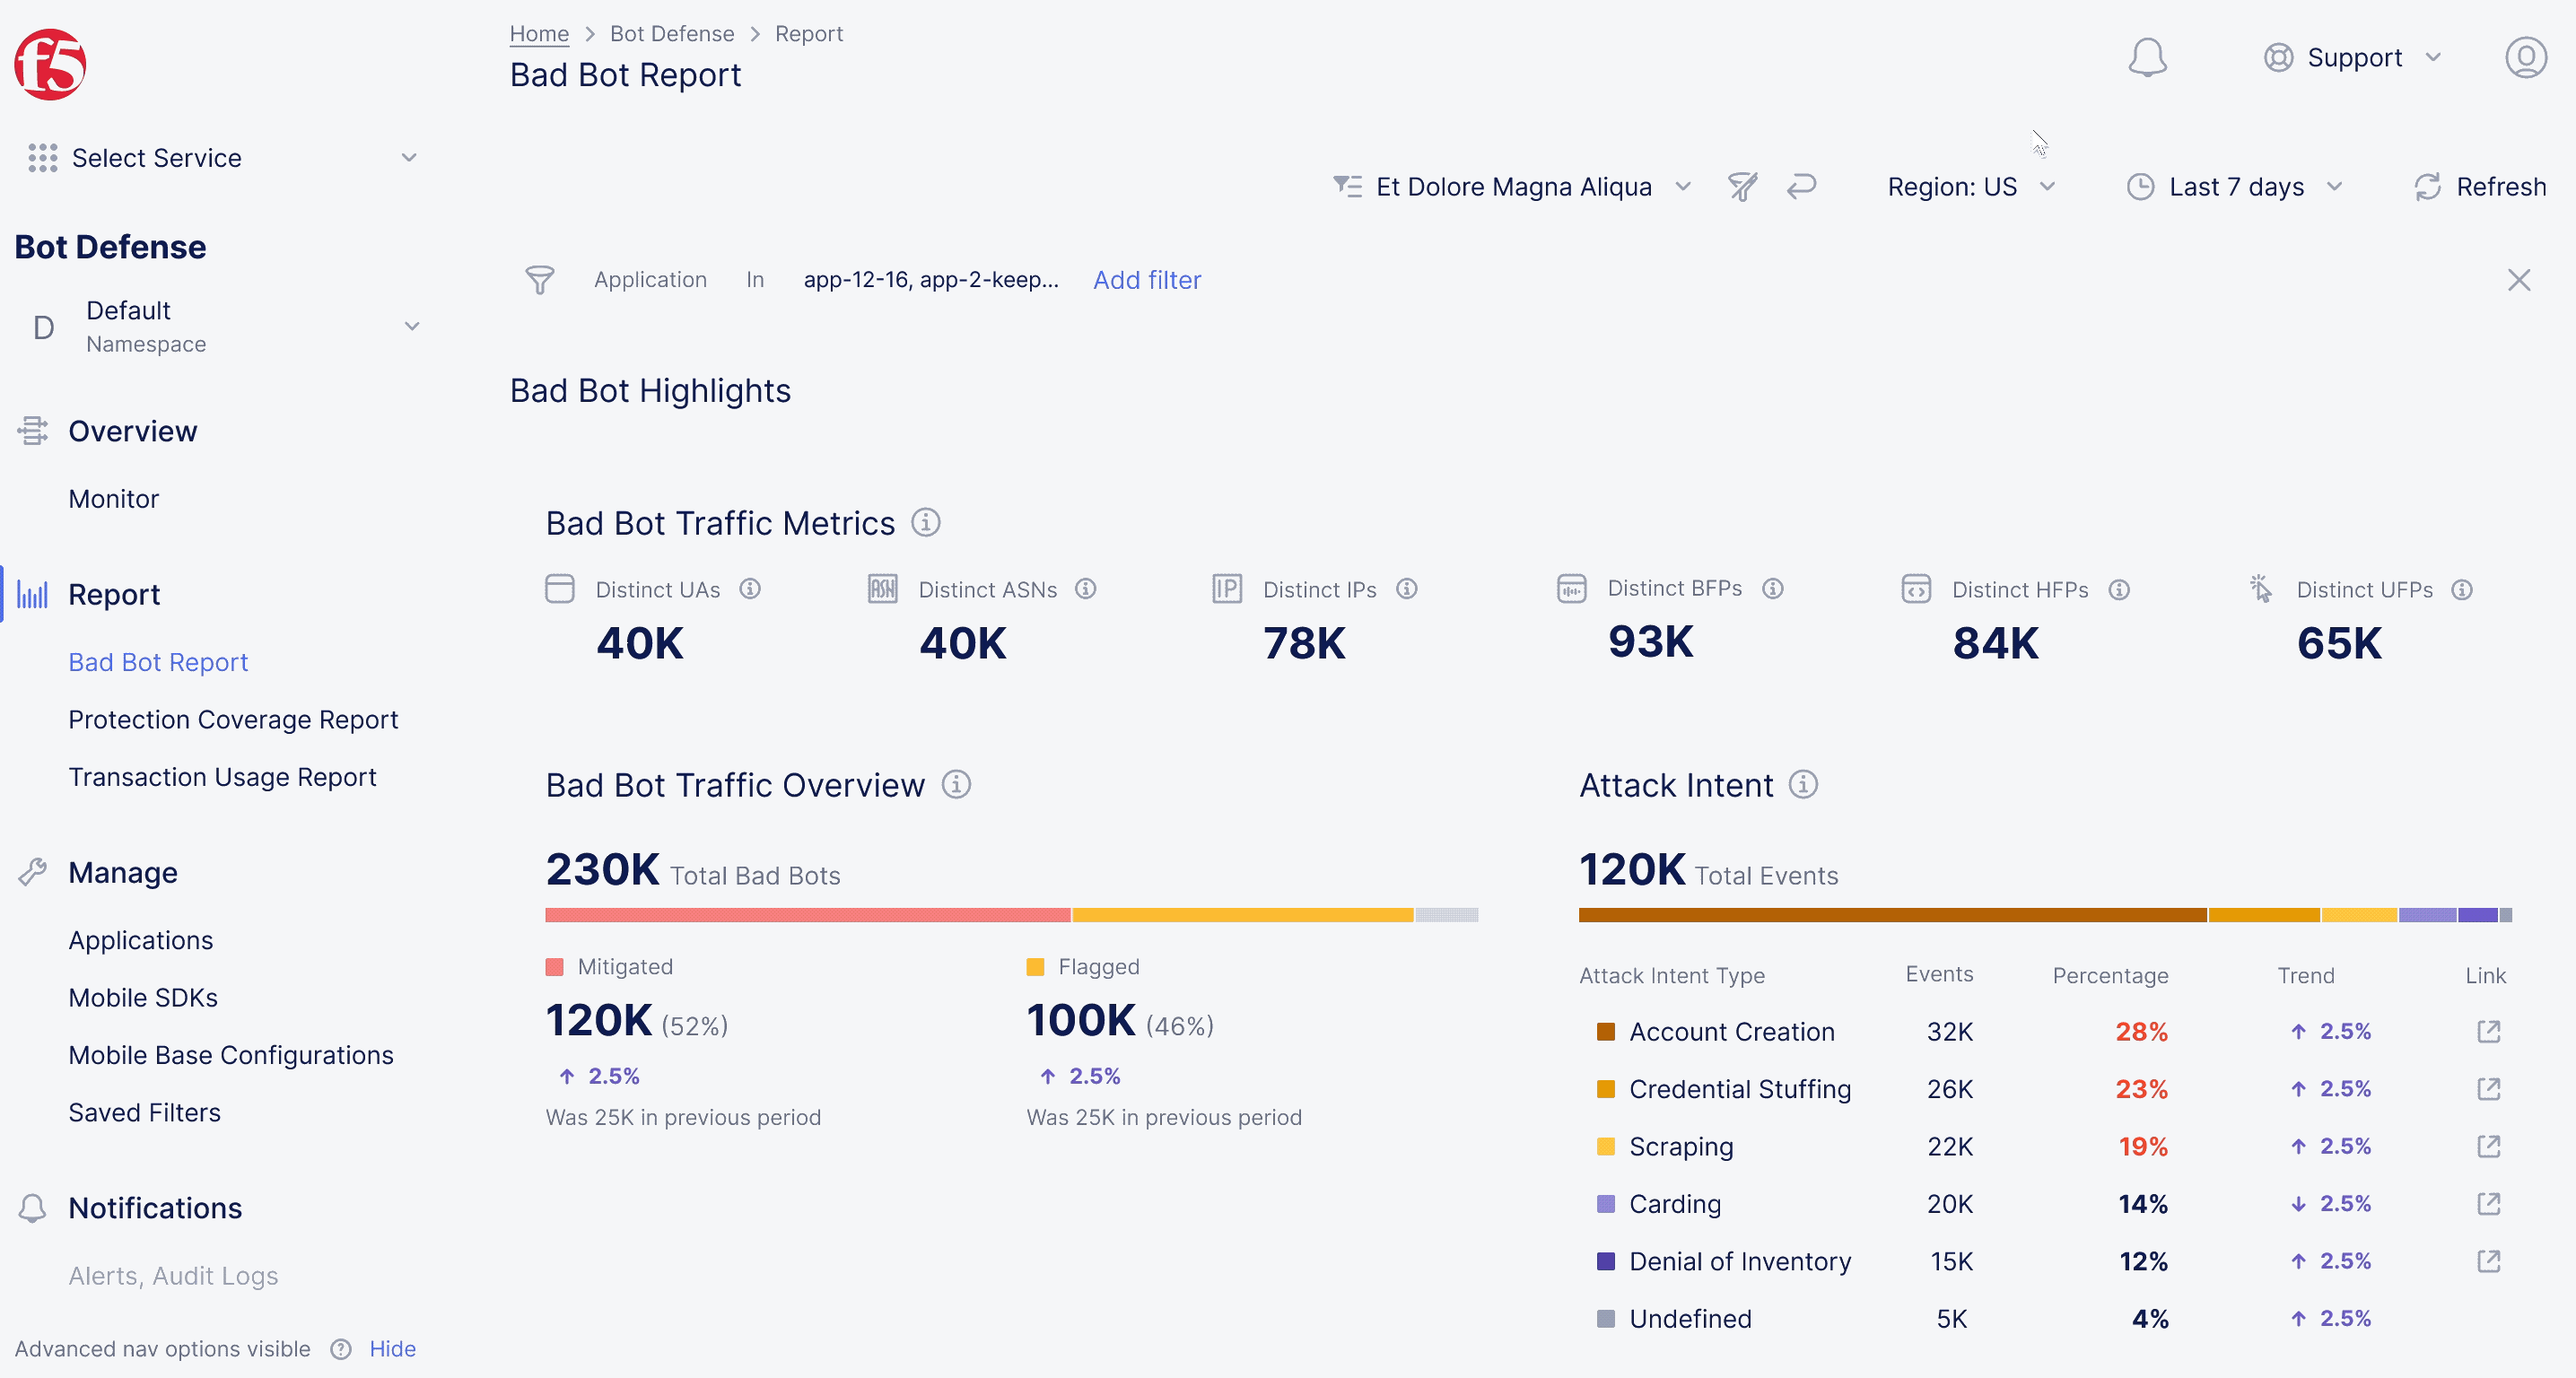 f5
Home > Bot Defense > Report
Bad Bot Report
Support
Select Service
Et Dolore Magna Aliqua
Region: US
Last 7 days
Refresh
Bot Defense
D
Default
Namespace
Overview
Monitor
Report
Bad Bot Report
Protection Coverage Report
Transaction Usage Report
Manage
Applications
Mobile SDKs
Mobile Base Configurations
Saved Filters
Notifications
Alerts, Audit Logs
Advanced nav options visible ? Hide
Application In app-12-16, app-2-keep... Add filter
Bad Bot Highlights
Bad Bot Traffic Metrics
Distinct UAs
40K
ASN Distinct ASNs
40K
IP Distinct IPs
78K
Distinct BFPs
93K
Distinct HFPs
84K
Distinct UFPs
65K
Bad Bot Traffic Overview
230K Total Bad Bots
Mitigated
120K (52%)
↑ 2.5%
Was 25K in previous period
Flagged
100K (46%)
↑ 2.5%
Was 25K in previous period
Attack Intent
120K Total Events
Attack Intent Type Events Percentage Trend Link
Account Creation 32K 28% ↑ 2.5%
Credential Stuffing 26K 23% ↑ 2.5%
Scraping 22K 19% ↑ 2.5%
Carding 20K 14% ↓ 2.5%
Denial of Inventory 15K 12% ↑ 2.5%
Undefined 5K 4% ↑ 2.5%